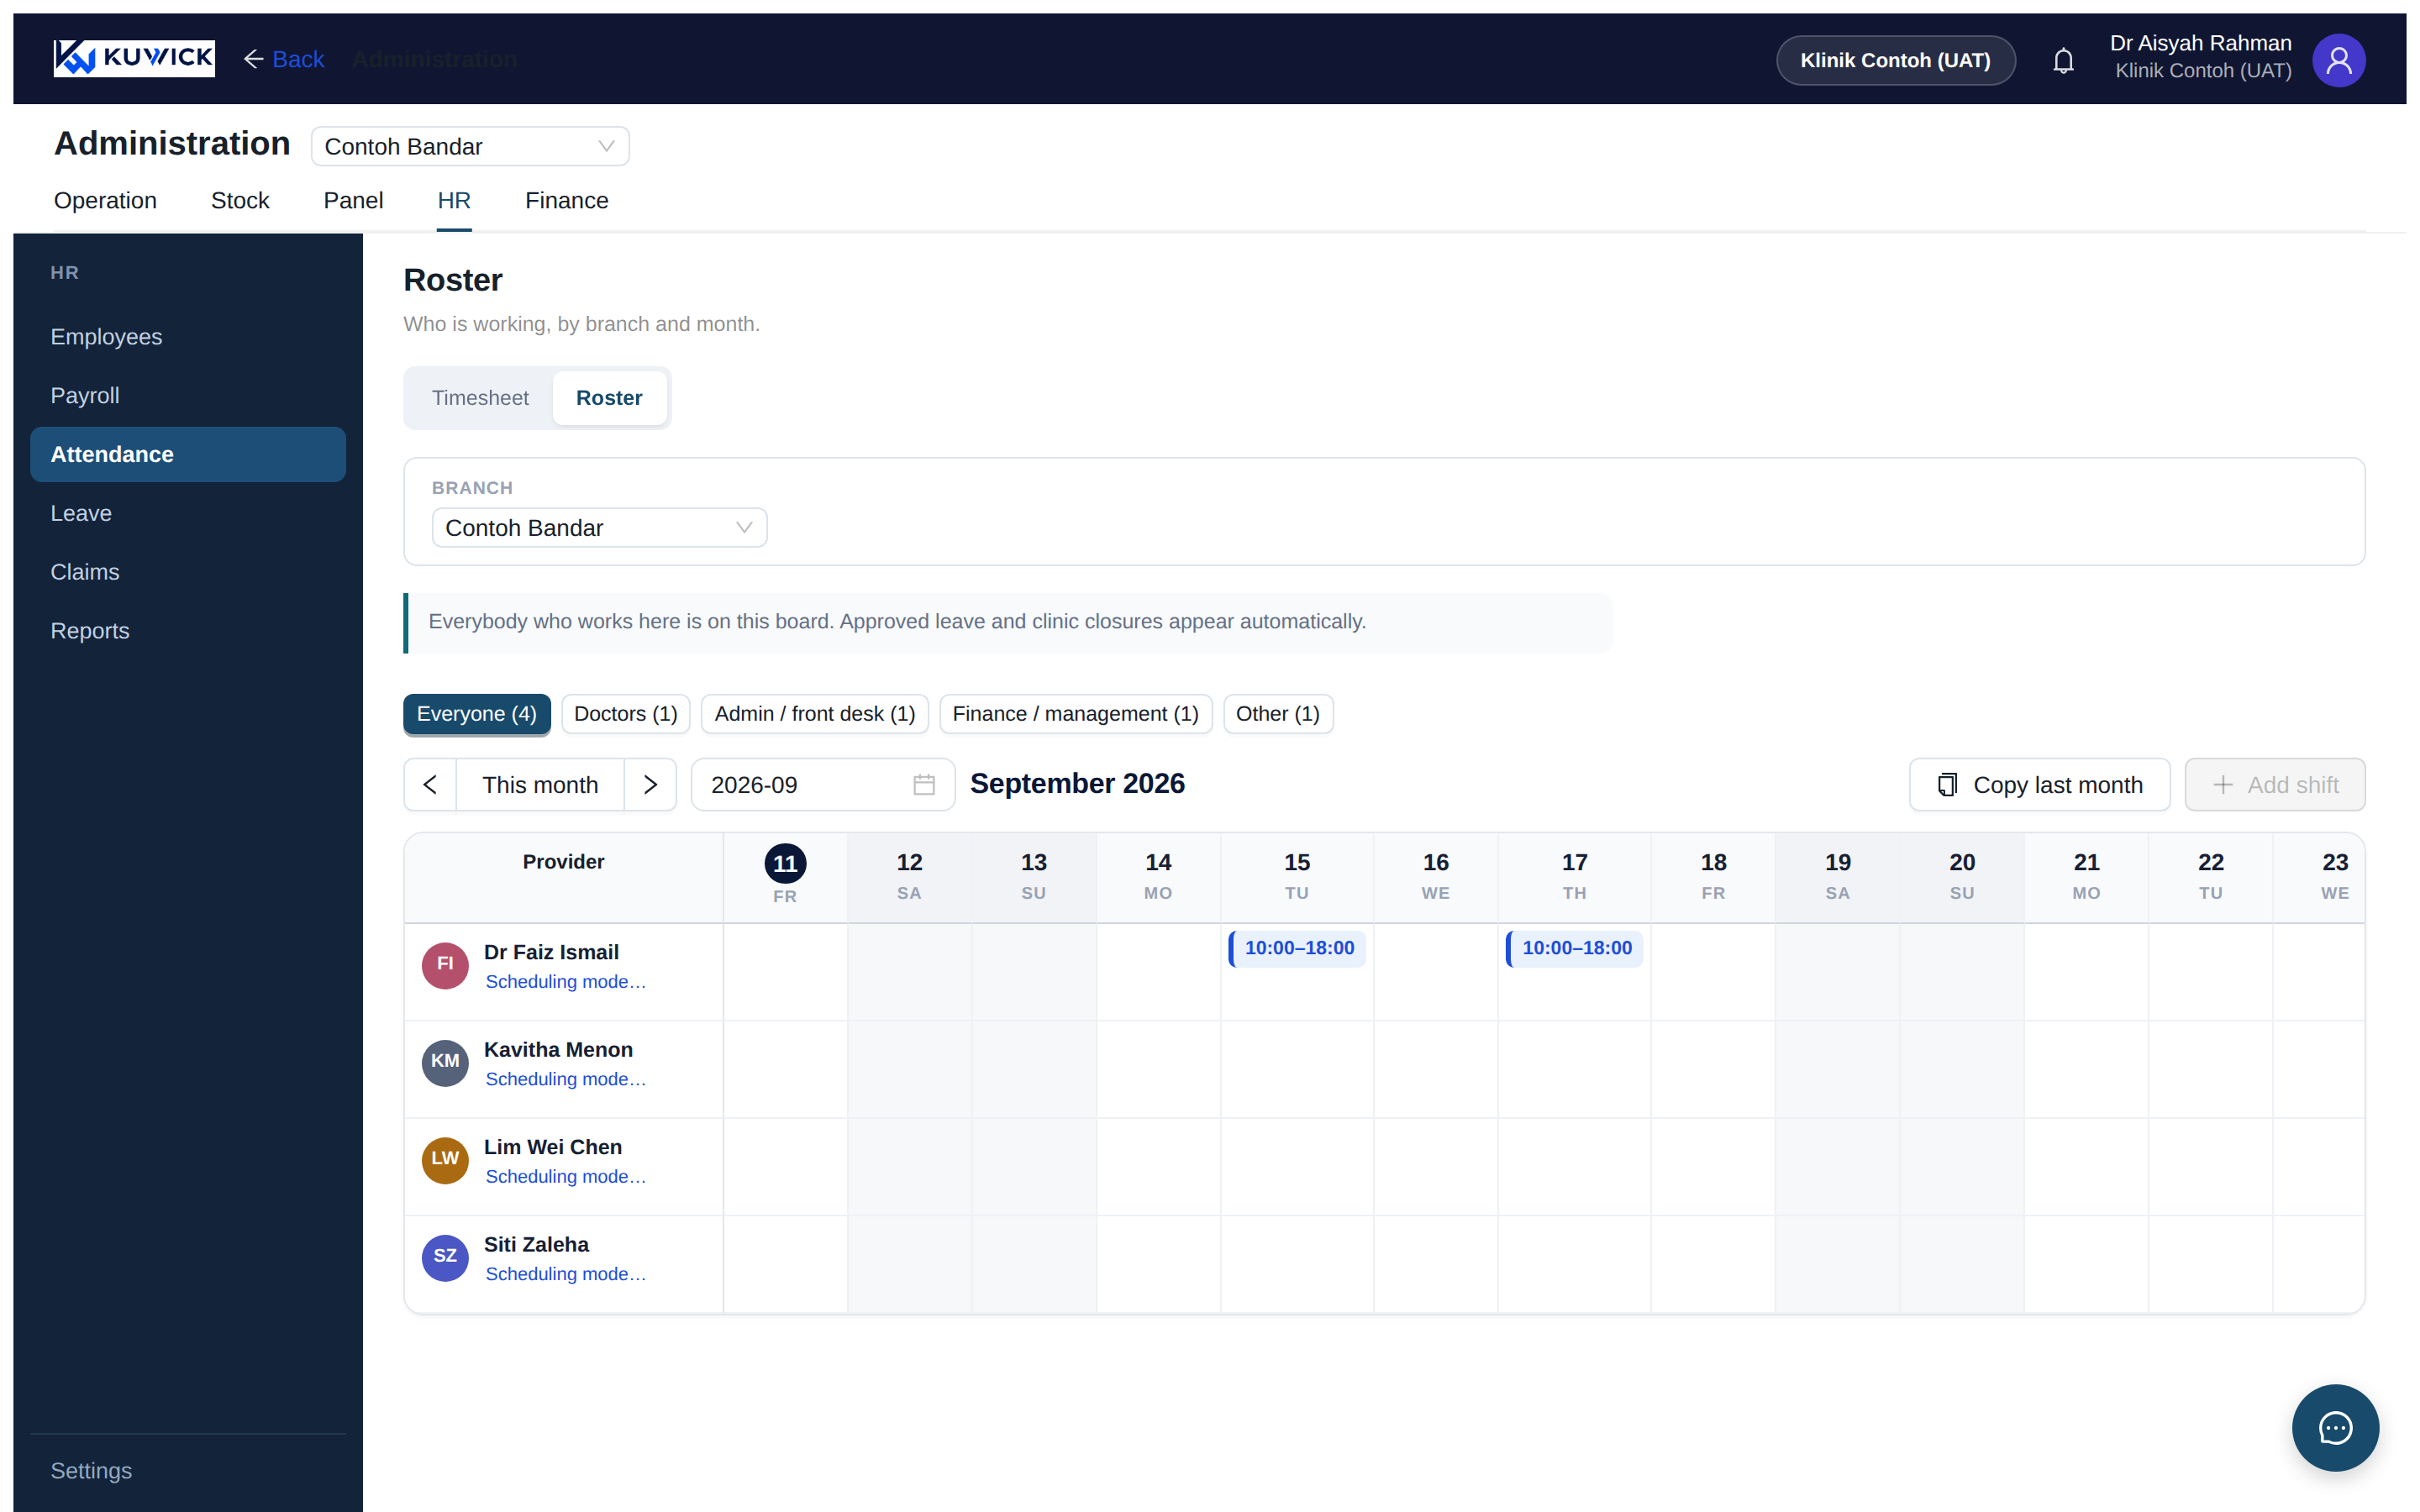 KUWICK
Back
Administration
Klinik Contoh (UAT)
Dr Aisyah Rahman
Klinik Contoh (UAT)
Administration
Contoh Bandar
Operation
Stock
Panel
HR
Finance
HR
Employees
Payroll
Attendance
Leave
Claims
Reports
Settings
Roster
Who is working, by branch and month.
Timesheet
Roster
BRANCH
Contoh Bandar
Everybody who works here is on this board. Approved leave and clinic closures appear automatically.
Everyone (4)
Doctors (1)
Admin / front desk (1)
Finance / management (1)
Other (1)
This month
2026-09
September 2026
Copy last month
Add shift
Provider
11 FR
12 SA
13 SU
14 MO
15 TU
16 WE
17 TH
18 FR
19 SA
20 SU
21 MO
22 TU
23 WE
FI
Dr Faiz Ismail
Scheduling mode…
10:00–18:00
10:00–18:00
KM
Kavitha Menon
Scheduling mode…
LW
Lim Wei Chen
Scheduling mode…
SZ
Siti Zaleha
Scheduling mode…